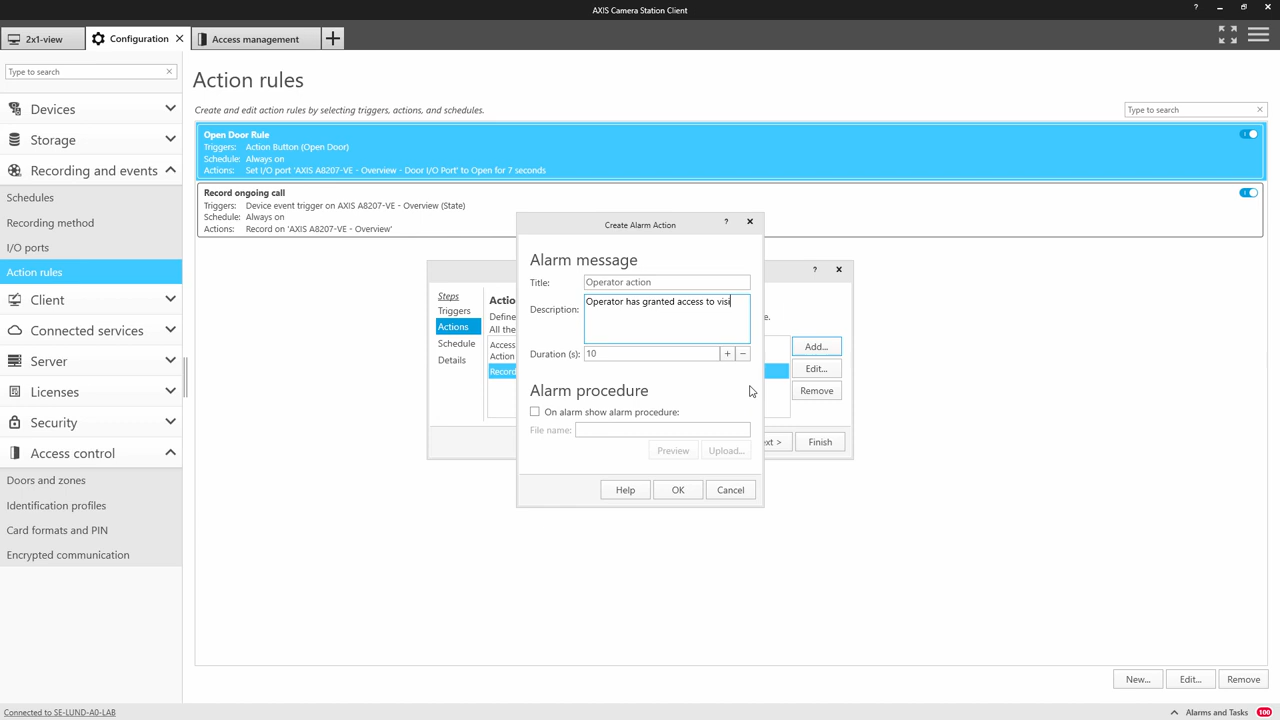 AXIS Camera Station Client
?
2x1-view
Configuration
Access management
Type to search
Devices
Storage
Recording and events
Schedules
Recording method
I/O ports
Action rules
Client
Connected services
Server
Licenses
Security
Access control
Doors and zones
Identification profiles
Card formats and PIN
Encrypted communication
Action rules
Create and edit action rules by selecting triggers, actions, and schedules.
Type to search
Open Door Rule
Triggers: Action Button (Open Door)
Schedule: Always on
Actions: Set I/O port 'AXIS A8207-VE - Overview - Door I/O Port' to Open for 7 seconds
Record ongoing call
Triggers: Device event trigger on AXIS A8207-VE - Overview (State)
Schedule: Always on
Actions: Record on 'AXIS A8207-VE - Overview'
?
Steps
Triggers
Actions
Schedule
Details
Actio
Define
All the
e.
Access
Action
Record
Add...
Edit...
Remove
ext >
Finish
Create Alarm Action
?
Alarm message
Title: Operator action
Description: Operator has granted access to visi
Duration (s): 10 + −
Alarm procedure
On alarm show alarm procedure:
File name:
Preview Upload...
Help OK Cancel
New... Edit... Remove
Connected to SE-LUND-A0-LAB
Alarms and Tasks 100